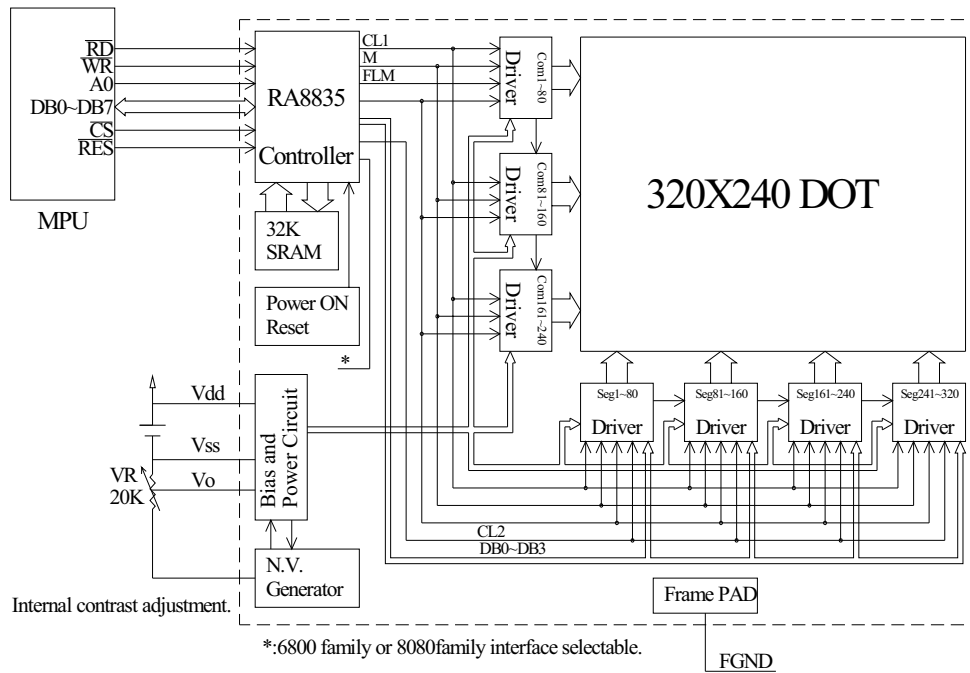 RD
WR
A0
DB0~DB7
CS
RES
MPU
RA8835
Controller
32K
SRAM
Power ON
Reset
*
CL1
M
FLM
Driver
Com1~80
Driver
Com81~160
Driver
Com161~240
320X240 DOT
Seg1~80
Driver
Seg81~160
Driver
Seg161~240
Driver
Seg241~320
Driver
Vdd
Vss
Vo
VR
20K
Bias and
Power Circuit
N.V.
Generator
CL2
DB0~DB3
Internal contrast adjustment.
Frame PAD
FGND
*:6800 family or 8080family interface selectable.